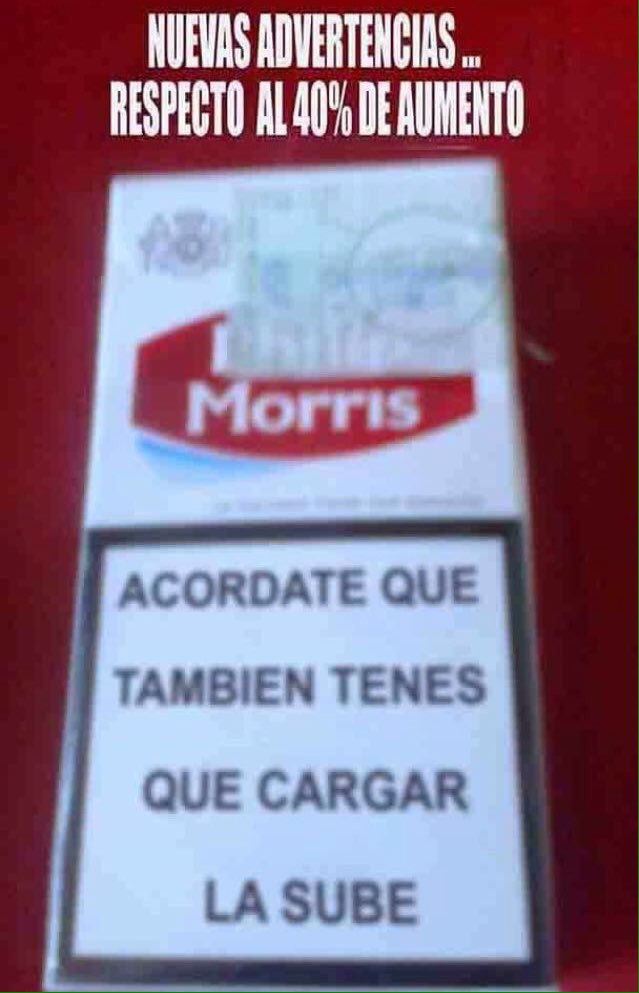 NUEVAS ADVERTENCIAS ...
RESPECTO AL 40% DE AUMENTO
Morris
ACORDATE QUE
TAMBIEN TENES
QUE CARGAR
LA SUBE